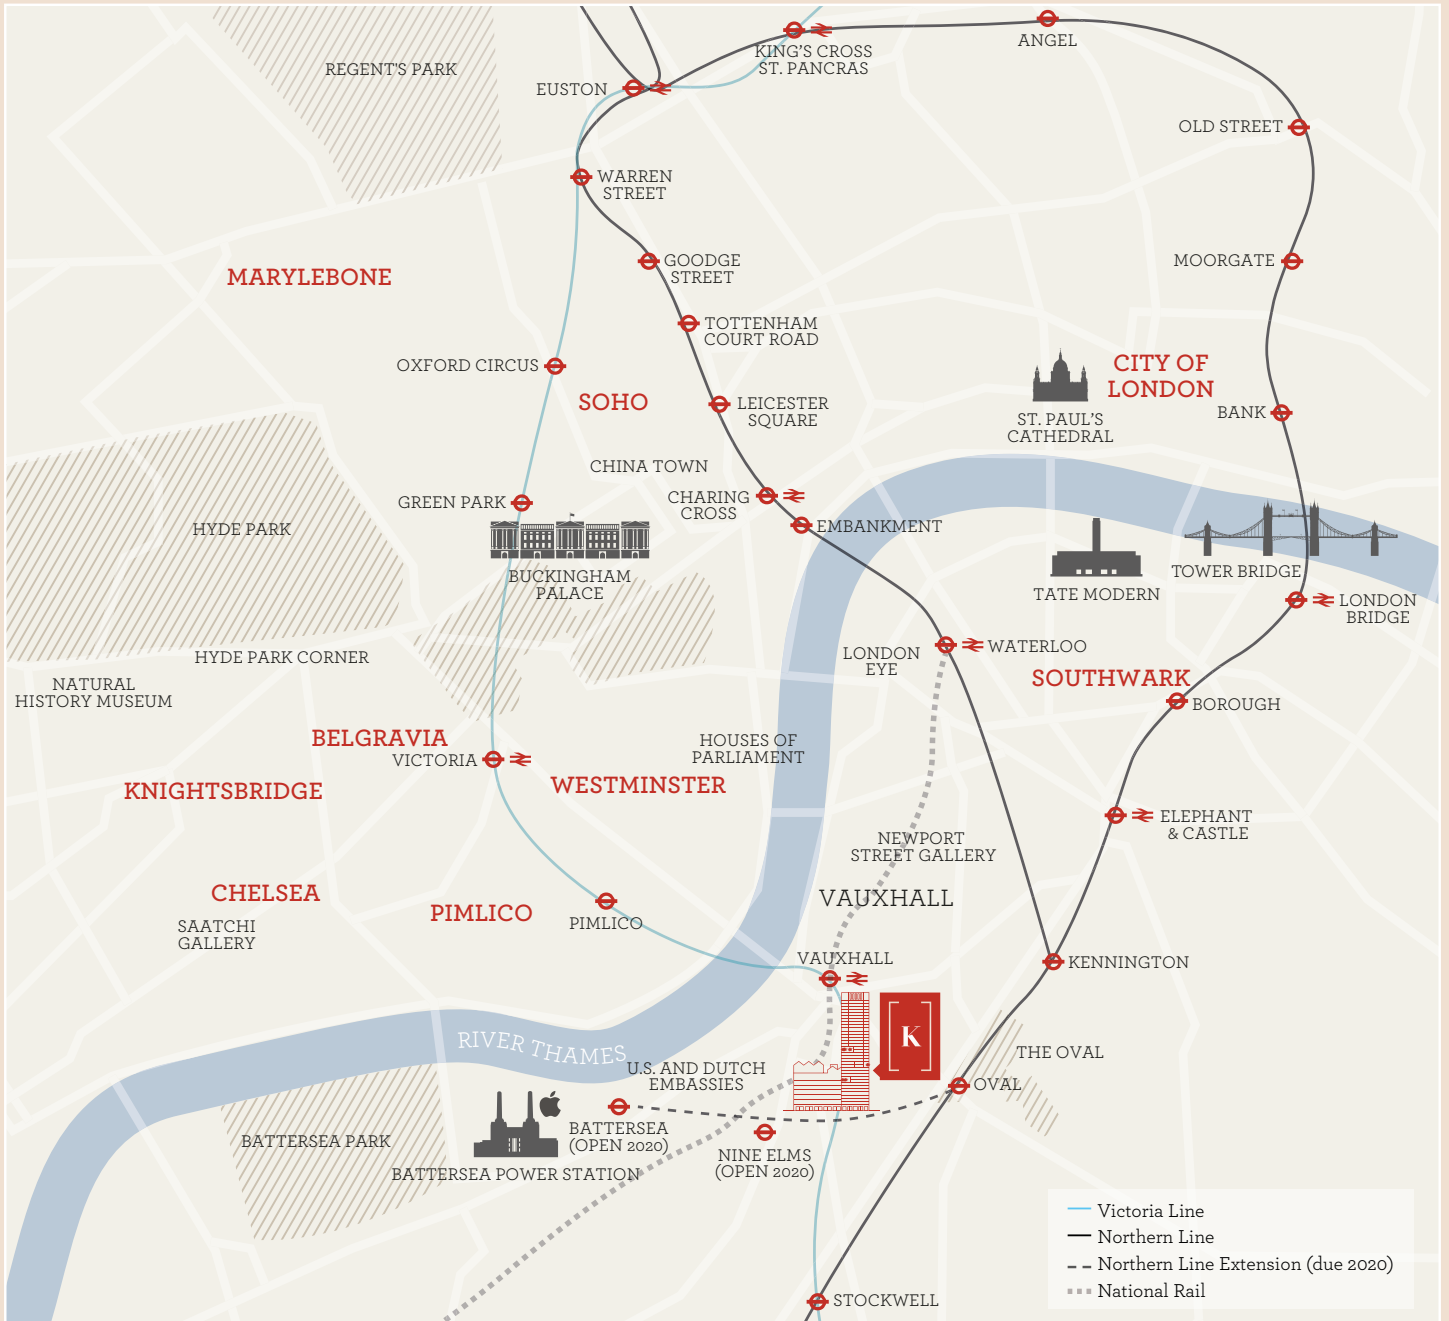 ANGEL
KING'S CROSS
ST. PANCRAS
REGENT'S PARK
EUSTON
OLD STREET
WARREN
STREET
GOODGE
STREET
MOORGATE
MARYLEBONE
TOTTENHAM
COURT ROAD
OXFORD CIRCUS
CITY OF
LONDON
SOHO
LEICESTER
SQUARE
BANK
ST. PAUL'S
CATHEDRAL
CHINA TOWN
CHARING
CROSS
GREEN PARK
EMBANKMENT
HYDE PARK
BUCKINGHAM
PALACE
TOWER BRIDGE
TATE MODERN
LONDON
BRIDGE
WATERLOO
LONDON
EYE
HYDE PARK CORNER
SOUTHWARK
NATURAL
HISTORY MUSEUM
BOROUGH
BELGRAVIA
HOUSES OF
PARLIAMENT
VICTORIA
WESTMINSTER
KNIGHTSBRIDGE
ELEPHANT
& CASTLE
NEWPORT
STREET GALLERY
CHELSEA
VAUXHALL
PIMLICO
PIMLICO
SAATCHI
GALLERY
VAUXHALL
KENNINGTON
K
RIVER THAMES
THE OVAL
U.S. AND DUTCH
EMBASSIES
OVAL
BATTERSEA
(OPEN 2020)
BATTERSEA PARK
NINE ELMS
(OPEN 2020)
BATTERSEA POWER STATION
Victoria Line
Northern Line
Northern Line Extension (due 2020)
National Rail
STOCKWELL